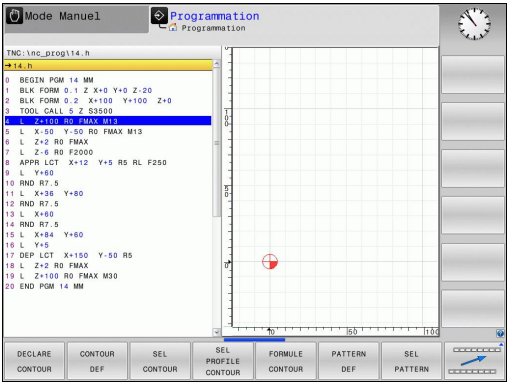 Mode Manuel
Programmation
Programmation
TNC:\nc_prog\14.h
→14.h
0 BEGIN PGM 14 MM
1 BLK FORM 0.1 Z X+0 Y+0 Z-20
2 BLK FORM 0.2 X+100 Y+100 Z+0
3 TOOL CALL 5 Z S3500
4 L Z+100 R0 FMAX M13
5 L X-50 Y-50 R0 FMAX M13
6 L Z+2 R0 FMAX
7 L Z-6 R0 F2000
8 APPR LCT X+12 Y+5 R5 RL F250
9 L Y+60
10 RND R7.5
11 L X+36 Y+80
12 RND R7.5
13 L X+60
14 RND R7.5
15 L X+84 Y+60
16 L Y+5
17 DEP LCT X+150 Y-50 R5
18 L Z+2 R0 FMAX
19 L Z+100 R0 FMAX M30
20 END PGM 14 MM
100
50
0
0 50 100
DECLARE CONTOUR
CONTOUR DEF
SEL CONTOUR
SEL PROFILE CONTOUR
FORMULE CONTOUR
PATTERN DEF
SEL PATTERN